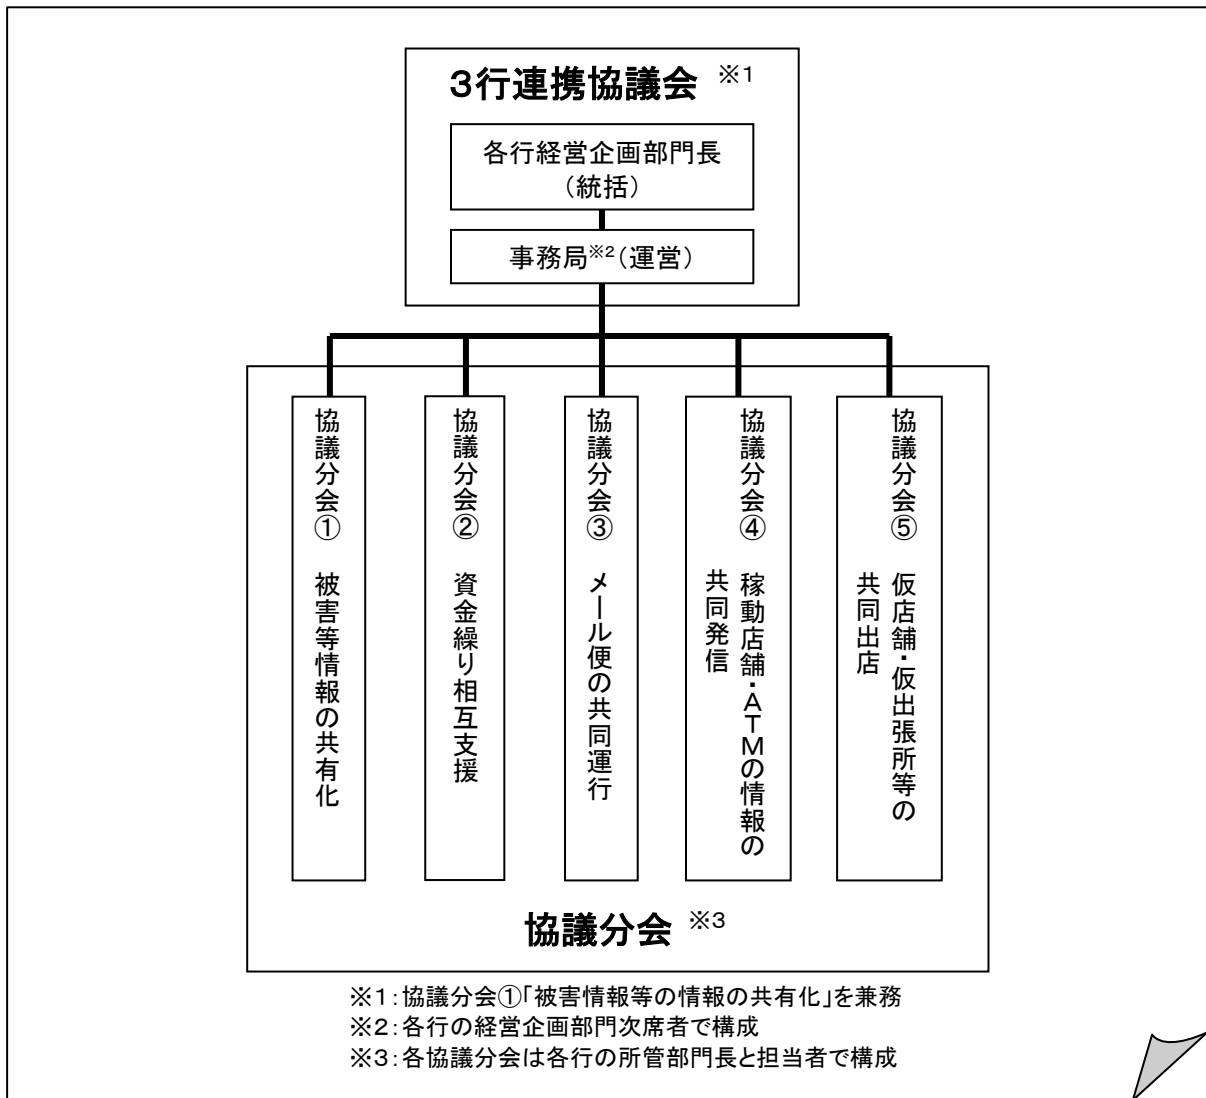 3行連携協議会 ※1
各行経営企画部門長
(統括)
事務局※2(運営)
協議分会① 被害等情報の共有化
協議分会② 資金繰り相互支援
協議分会③ メール便の共同運行
協議分会④ 稼動店舗・ATMの情報の
共同発信
協議分会⑤ 仮店舗・仮出張所等の
共同出店
協議分会 ※3
※1:協議分会①「被害情報等の情報の共有化」を兼務
※2:各行の経営企画部門次席者で構成
※3:各協議分会は各行の所管部門長と担当者で構成